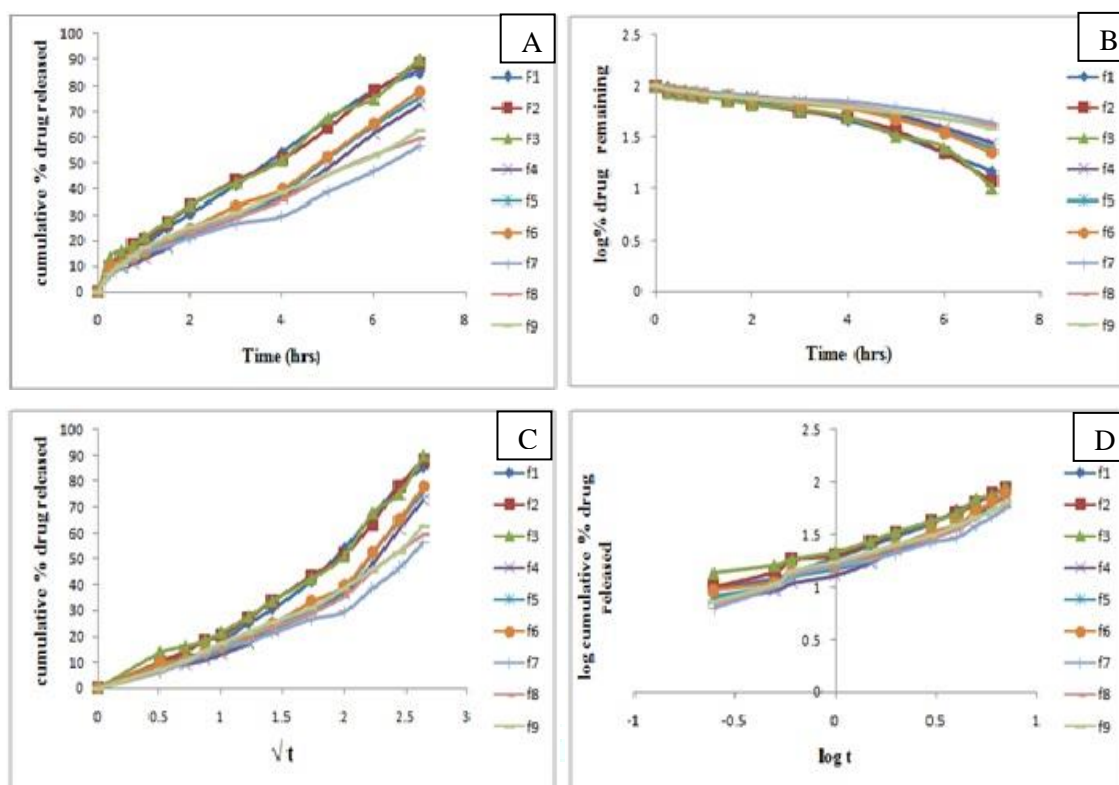 A
100
90
80
70
60
50
40
30
20
10
0
0 2 4 6 8
cumulative % drug released
Time (hrs)
F1
F2
F3
f4
f5
f6
f7
f8
f9
B
2.5
2
1.5
1
0.5
0
0 2 4 6 8
log% drug remaining
Time (hrs)
f1
f2
f3
f4
f5
f6
f7
f8
f9
C
100
90
80
70
60
50
40
30
20
10
0
0 0.5 1 1.5 2 2.5 3
cumulative % drug released
√ t
f1
f2
f3
f4
f5
f6
f7
f8
f9
D
2.5
2
1.5
1
0.5
0
-1 -0.5 0 0.5 1
log cumulative % drug
released
log t
f1
f2
f3
f4
f5
f6
f7
f8
f9